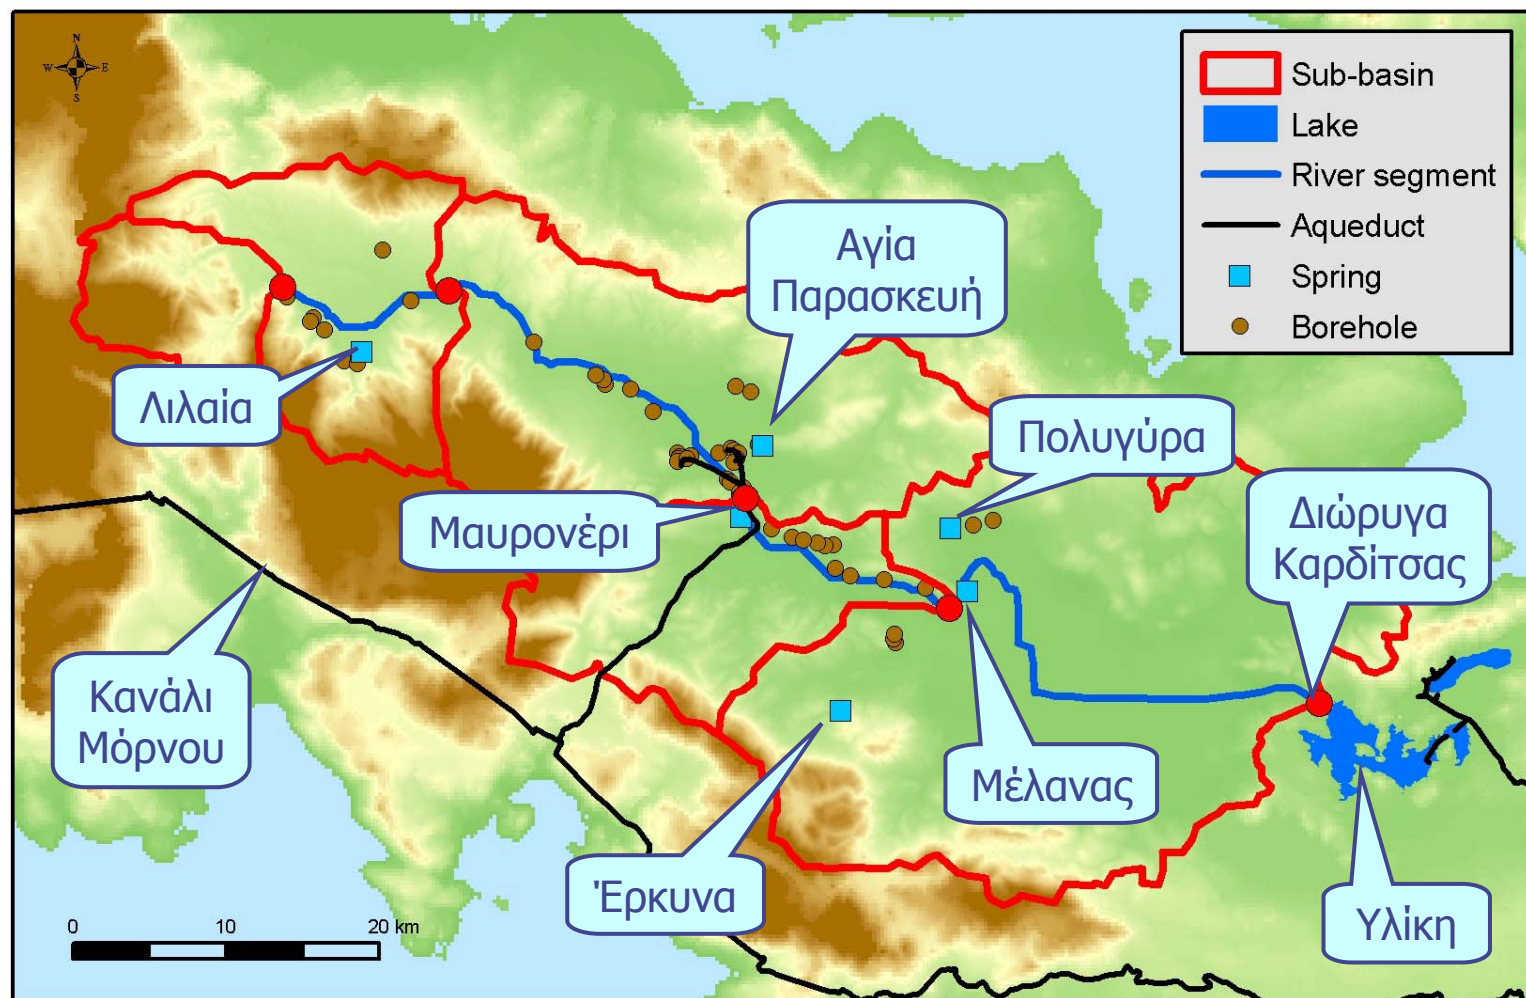 N
W
E
S
Sub-basin
Lake
River segment
Aqueduct
Spring
Borehole
Αγία
Παρασκευή
Λιλαία
Πολυγύρα
Μαυρονέρι
Διώρυγα
Καρδίτσας
Κανάλι
Μόρνου
Μέλανας
Έρκυνα
Υλίκη
0 10 20 km